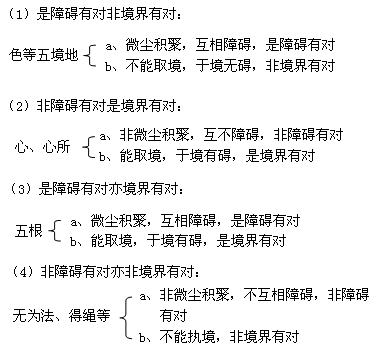 （1）是障碍有对非境界有对：
a、微尘积聚，互相障碍，是障碍有对
色等五境地
b、不能取境，于境无碍，非境界有对
（2）非障碍有对是境界有对：
a、非微尘积聚，互不障碍，非障碍有对
心、心所
b、能取境，于境有碍，是境界有对
（3）是障碍有对亦境界有对：
a、微尘积聚，互相障碍，是障碍有对
五根
b、能取境，于境有碍，是境界有对
（4）非障碍有对亦非境界有对：
a、非微尘积聚，不互相障碍，非障碍
有对
无为法、得绳等
b、不能执境，非境界有对